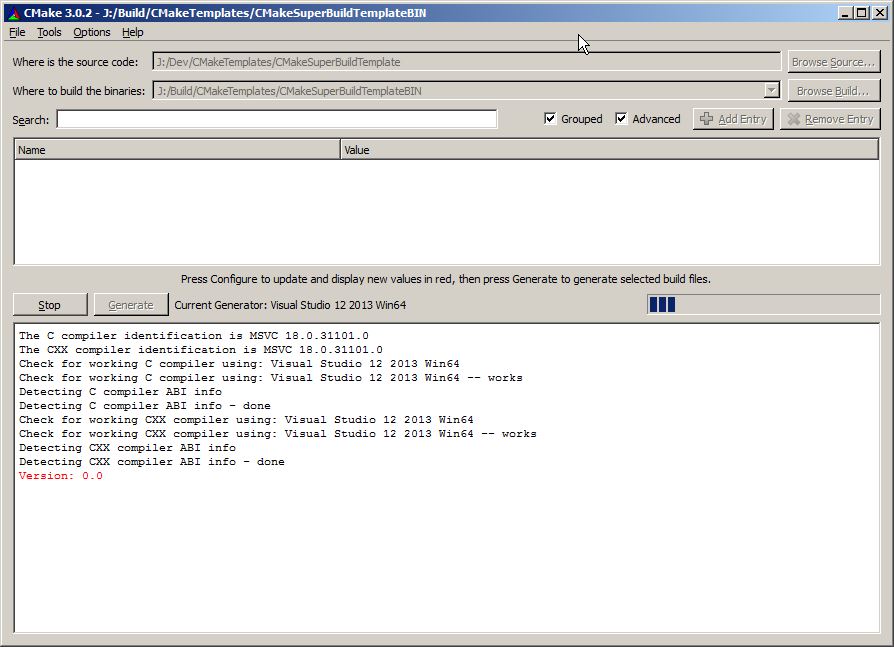 CMake 3.0.2 - J:/Build/CMakeTemplates/CMakeSuperBuildTemplateBIN
File Tools Options Help
Where is the source code: J:/Dev/CMakeTemplates/CMakeSuperBuildTemplate Browse Source...
Where to build the binaries: J:/Build/CMakeTemplates/CMakeSuperBuildTemplateBIN Browse Build...
Search: Grouped Advanced Add Entry Remove Entry
Name Value
Press Configure to update and display new values in red, then press Generate to generate selected build files.
Stop Generate Current Generator: Visual Studio 12 2013 Win64
The C compiler identification is MSVC 18.0.31101.0
The CXX compiler identification is MSVC 18.0.31101.0
Check for working C compiler using: Visual Studio 12 2013 Win64
Check for working C compiler using: Visual Studio 12 2013 Win64 -- works
Detecting C compiler ABI info
Detecting C compiler ABI info - done
Check for working CXX compiler using: Visual Studio 12 2013 Win64
Check for working CXX compiler using: Visual Studio 12 2013 Win64 -- works
Detecting CXX compiler ABI info
Detecting CXX compiler ABI info - done
Version: 0.0